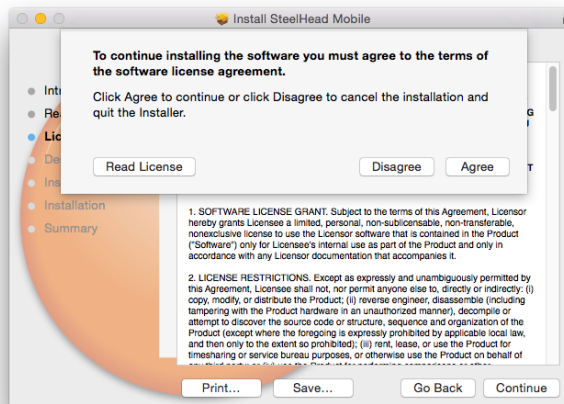 Install SteelHead Mobile
To continue installing the software you must agree to the terms of
the software license agreement.
Click Agree to continue or click Disagree to cancel the installation and
quit the Installer.
Read License
Disagree
Agree
Lic
Installation
Summary
1. SOFTWARE LICENSE GRANT. Subject to the terms of this Agreement, Licensor
hereby grants Licensee a limited, personal, non-sublicensable, non-transferable,
nonexclusive license to use the Licensor software that is contained in the Product
("Software") only for Licensee's internal use as part of the Product and only in
accordance with any Licensor documentation that accompanies it.
2. LICENSE RESTRICTIONS. Except as expressly and unambiguously permitted by
this Agreement, Licensee shall not, nor permit anyone else to, directly or indirectly: (i)
copy, modify, or distribute the Product; (ii) reverse engineer, disassemble (including
tampering with the Product hardware in an unauthorized manner), decompile or
attempt to discover the source code or structure, sequence and organization of the
Product (except where the foregoing is expressly prohibited by applicable local law,
and then only to the extent so prohibited); (iii) rent, lease, or use the Product for
timesharing or service bureau purposes, or otherwise use the Product on behalf of
Print...
Save...
Go Back
Continue